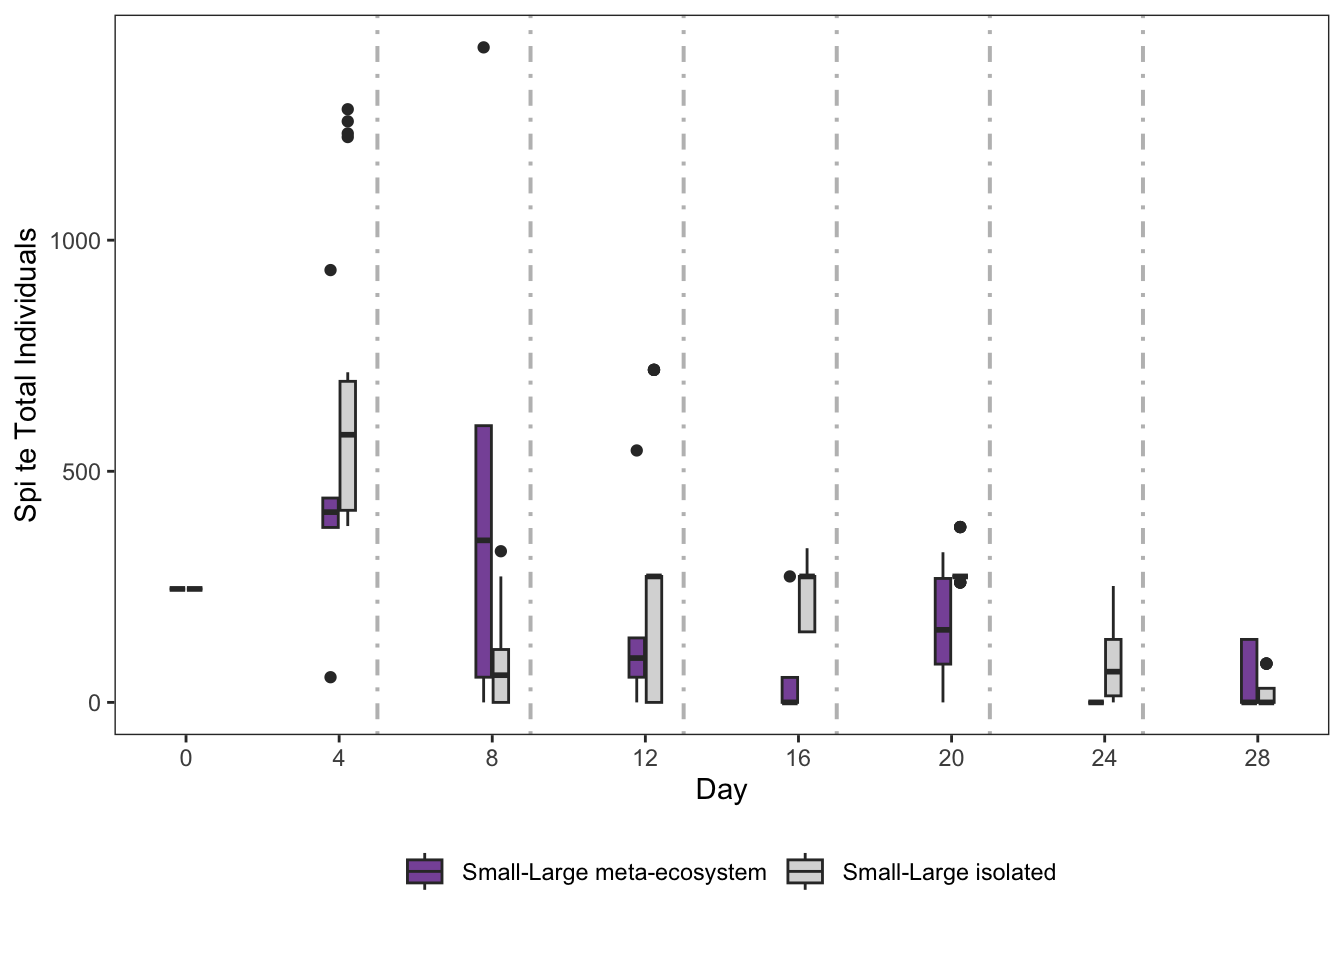 Spi te Total Individuals
1000
500
0
0 4 8 12 16 20 24 28
Day
Small-Large meta-ecosystem Small-Large isolated